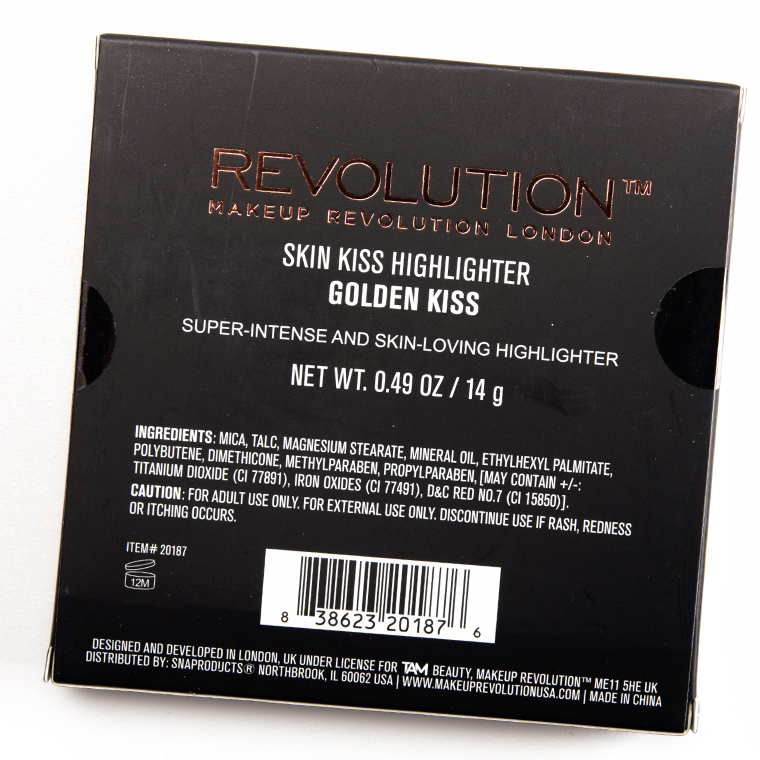 REVOLUTION™
MAKEUP REVOLUTION LONDON
SKIN KISS HIGHLIGHTER
GOLDEN KISS
SUPER-INTENSE AND SKIN-LOVING HIGHLIGHTER
NET WT. 0.49 OZ / 14 g
INGREDIENTS: MICA, TALC, MAGNESIUM STEARATE, MINERAL OIL, ETHYLHEXYL PALMITATE,
POLYBUTENE, DIMETHICONE, METHYLPARABEN, PROPYLPARABEN, [MAY CONTAIN +/-:
TITANIUM DIOXIDE (CI 77891), IRON OXIDES (CI 77491), D&C RED NO.7 (CI 15850)].
CAUTION: FOR ADULT USE ONLY. FOR EXTERNAL USE ONLY. DISCONTINUE USE IF RASH, REDNESS
OR ITCHING OCCURS.
ITEM# 20187
12M
8 38623 20187 6
DESIGNED AND DEVELOPED IN LONDON, UK UNDER LICENSE FOR TAM BEAUTY, MAKEUP REVOLUTION™ ME11 5HE UK
DISTRIBUTED BY: SNAPRODUCTS® NORTHBROOK, IL 60062 USA | WWW.MAKEUPREVOLUTIONUSA.COM | MADE IN CHINA